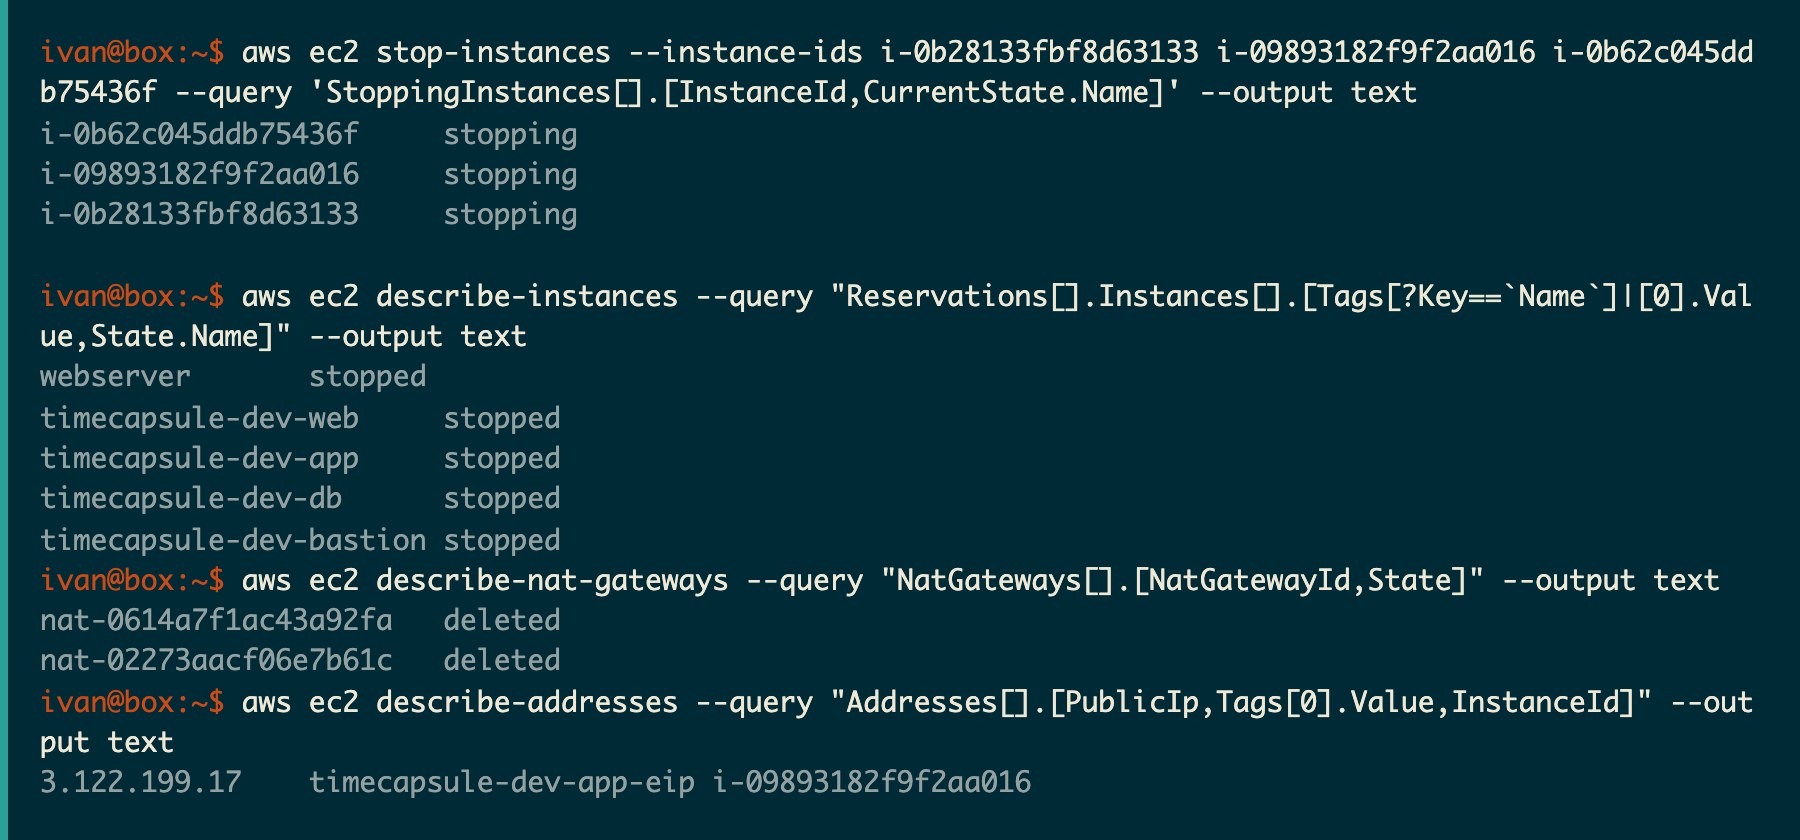 ivan@box:~$ aws ec2 stop-instances --instance-ids i-0b28133fbf8d63133 i-09893182f9f2aa016 i-0b62c045dd
b75436f --query 'StoppingInstances[].[InstanceId,CurrentState.Name]' --output text
i-0b62c045ddb75436f     stopping
i-09893182f9f2aa016     stopping
i-0b28133fbf8d63133     stopping
ivan@box:~$ aws ec2 describe-instances --query "Reservations[].Instances[].[Tags[?Key==`Name`]|[0].Val
ue,State.Name]" --output text
webserver       stopped
timecapsule-dev-web     stopped
timecapsule-dev-app     stopped
timecapsule-dev-db      stopped
timecapsule-dev-bastion stopped
ivan@box:~$ aws ec2 describe-nat-gateways --query "NatGateways[].[NatGatewayId,State]" --output text
nat-0614a7f1ac43a92fa   deleted
nat-02273aacf06e7b61c   deleted
ivan@box:~$ aws ec2 describe-addresses --query "Addresses[].[PublicIp,Tags[0].Value,InstanceId]" --out
put text
3.122.199.17    timecapsule-dev-app-eip i-09893182f9f2aa016